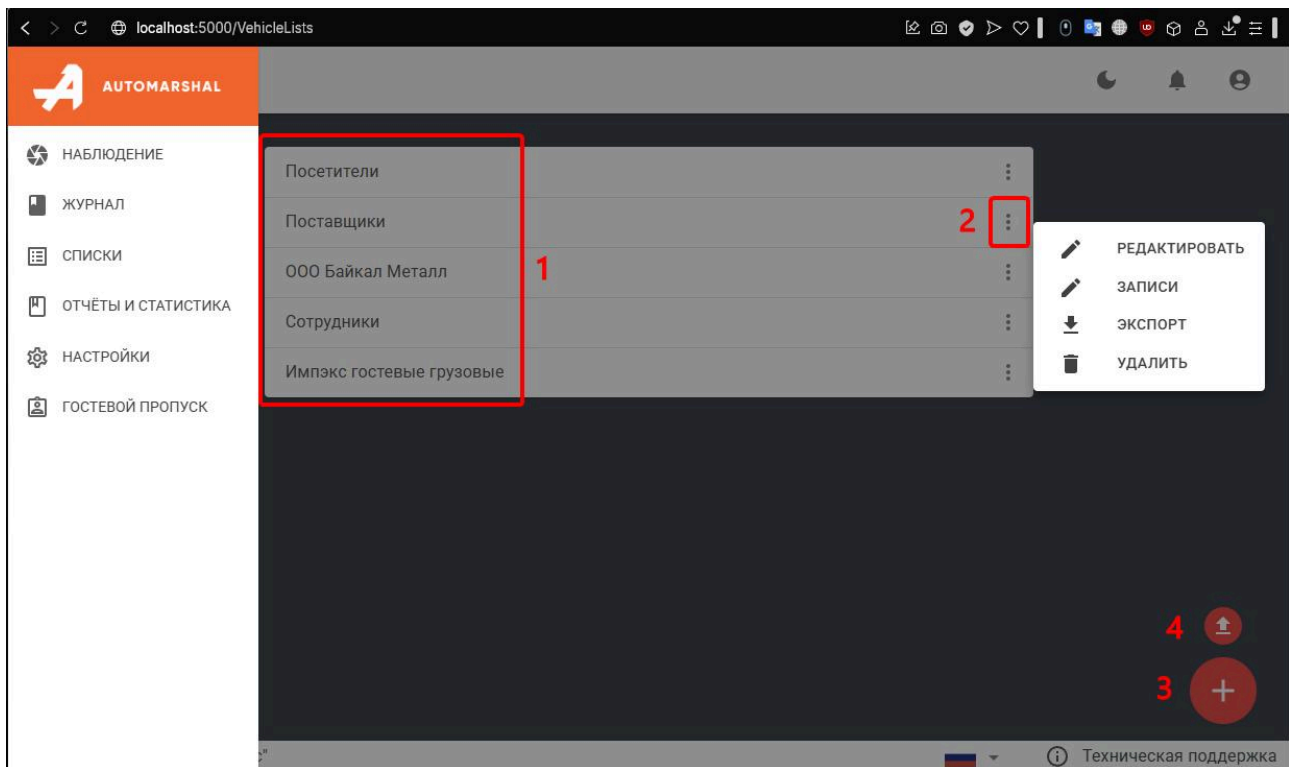 localhost:5000/VehicleLists
AUTOMARSHAL
НАБЛЮДЕНИЕ
ЖУРНАЛ
СПИСКИ
ОТЧЁТЫ И СТАТИСТИКА
НАСТРОЙКИ
ГОСТЕВОЙ ПРОПУСК
Посетители
Поставщики
ООО Байкал Металл
Сотрудники
Импэкс гостевые грузовые
1
2
РЕДАКТИРОВАТЬ
ЗАПИСИ
ЭКСПОРТ
УДАЛИТЬ
4
3
Техническая поддержка